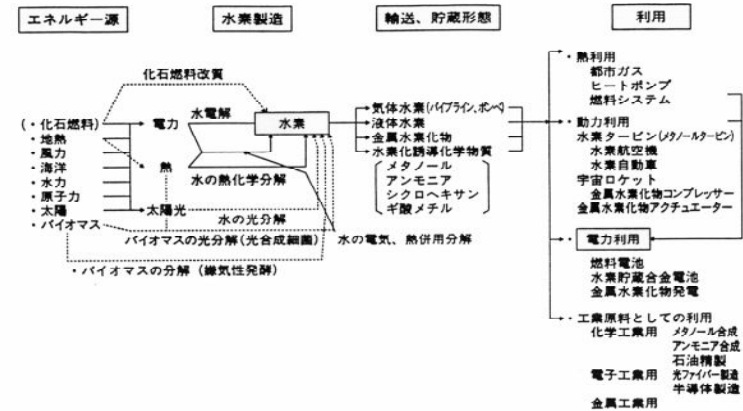 エネルギー源
水素製造
輸送、貯蔵形態
利用
化石燃料改質
(・化石燃料)
・地熱
・風力
・海洋
・水力
・原子力
・太陽
・バイオマス
電力
熱
太陽光
水電解
水素
水の熱化学分解
水の光分解
バイオマスの光分解(光合成細菌)
水の電気、熱併用分解
・バイオマスの分解(嫌気性発酵)
気体水素(パイプライン、ボンベ)
液体水素
金属水素化物
水素化誘導化学物質
メタノール
アンモニア
シクロヘキサン
ギ酸メチル
・熱利用
都市ガス
ヒートポンプ
燃料システム
・動力利用
水素タービン(メタノールタービン)
水素航空機
水素自動車
宇宙ロケット
金属水素化物コンプレッサー
金属水素化物アクチュエーター
・電力利用
燃料電池
水素貯蔵合金電池
金属水素化物発電
・工業原料としての利用
化学工業用 メタノール合成
アンモニア合成
石油精製
電子工業用 光ファイバー製造
半導体製造
金属工業用